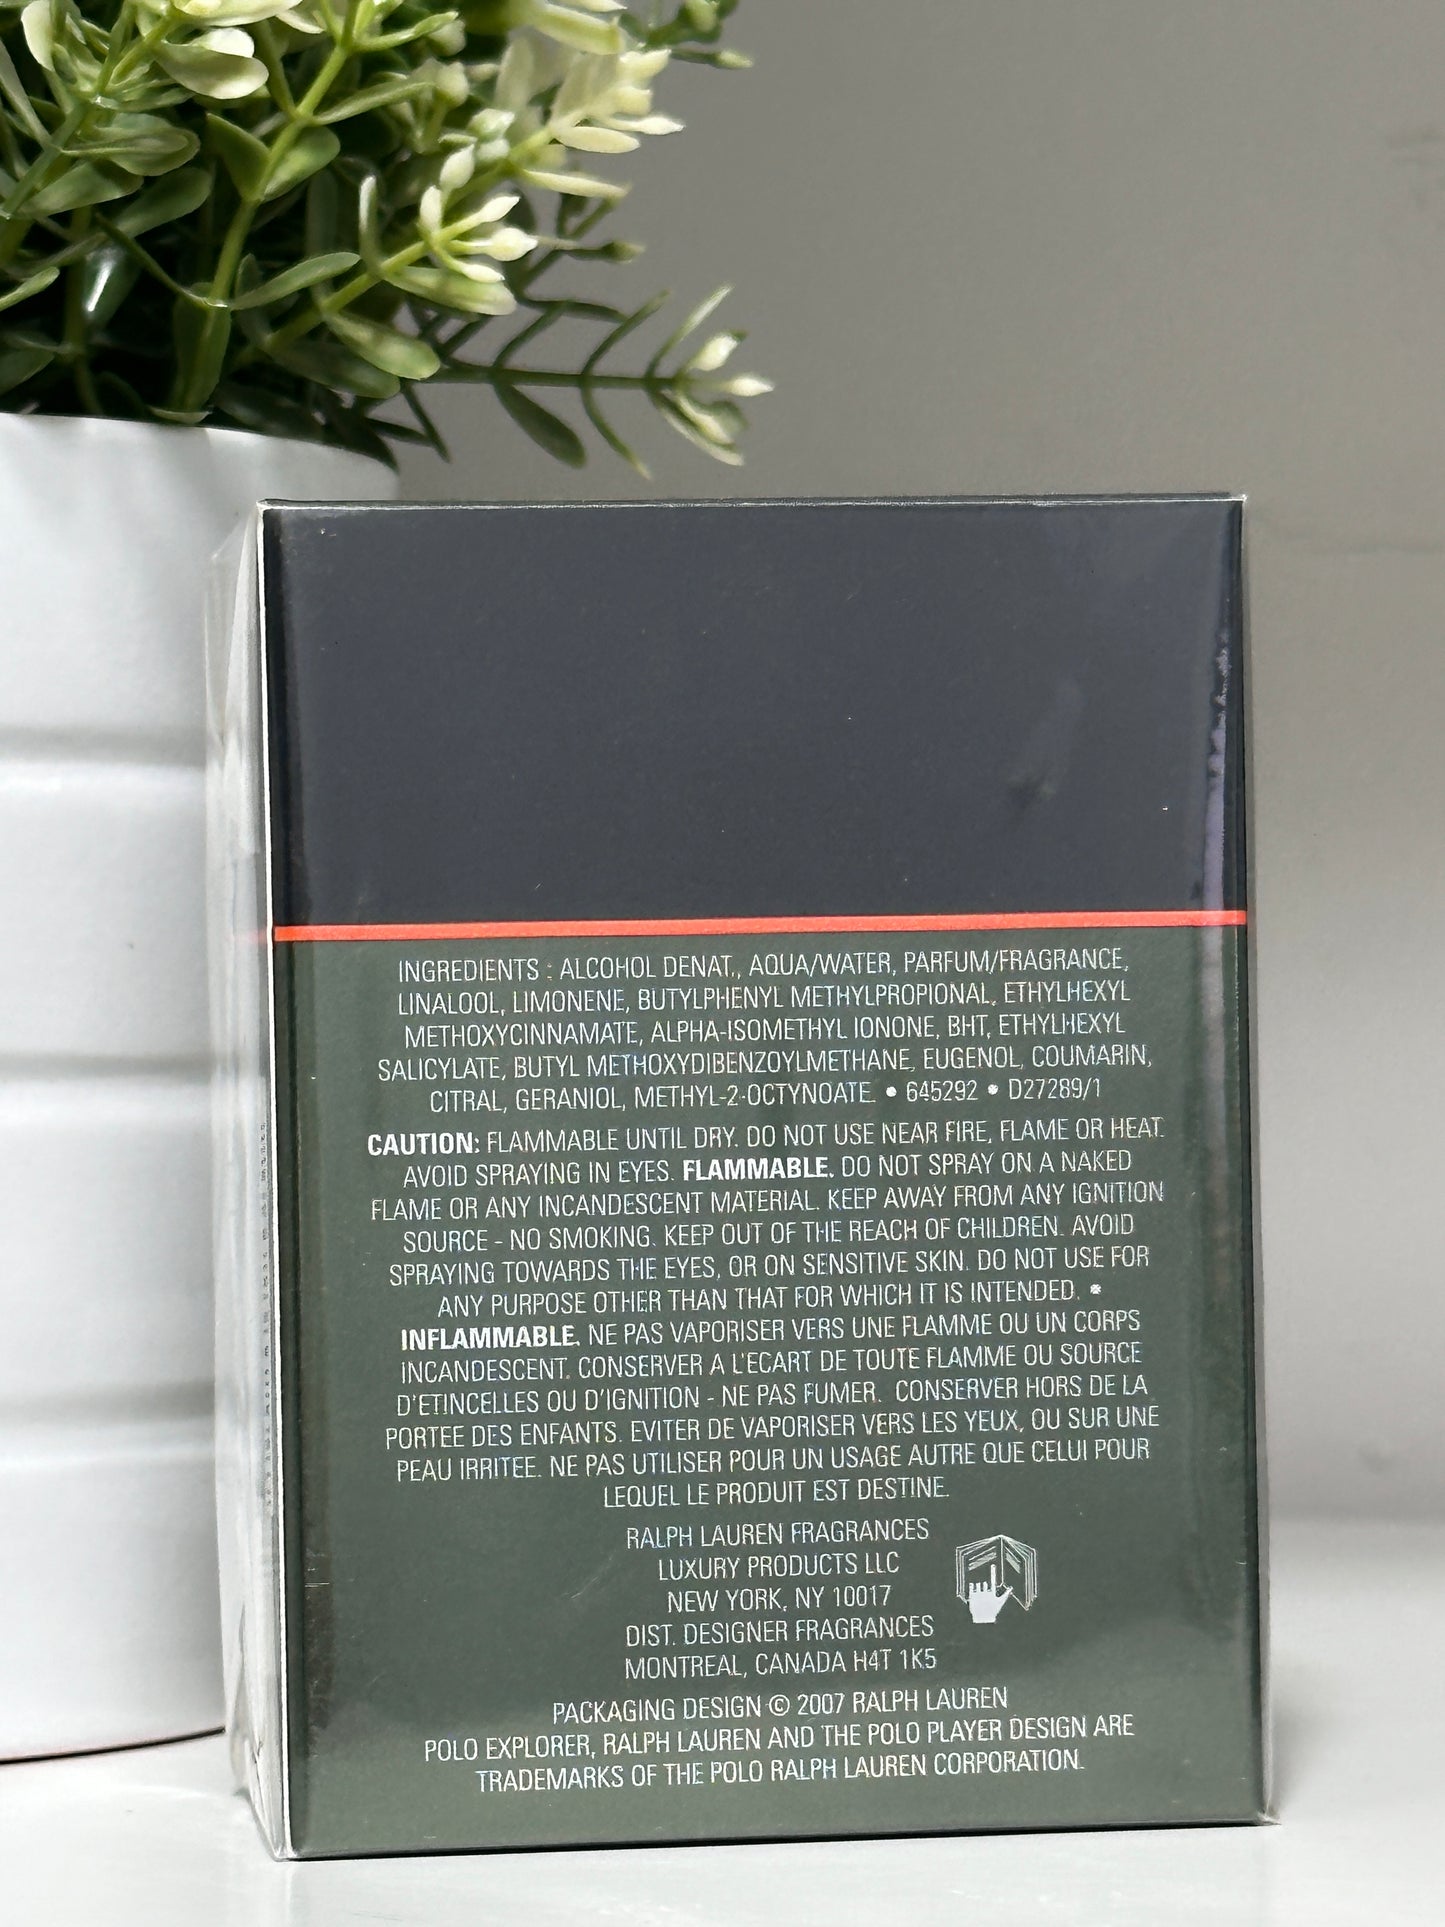 INGREDIENTS : ALCOHOL DENAT., AQUA/WATER, PARFUM/FRAGRANCE,
LINALOOL, LIMONENE, BUTYLPHENYL METHYLPROPIONAL, ETHYLHEXYL
METHOXYCINNAMATE, ALPHA-ISOMETHYL IONONE, BHT, ETHYLHEXYL
SALICYLATE, BUTYL METHOXYDIBENZOYLMETHANE, EUGENOL, COUMARIN,
CITRAL, GERANIOL, METHYL-2-OCTYNOATE. • 645292 • D27289/1
CAUTION: FLAMMABLE UNTIL DRY. DO NOT USE NEAR FIRE, FLAME OR HEAT.
AVOID SPRAYING IN EYES. FLAMMABLE. DO NOT SPRAY ON A NAKED
FLAME OR ANY INCANDESCENT MATERIAL. KEEP AWAY FROM ANY IGNITION
SOURCE - NO SMOKING. KEEP OUT OF THE REACH OF CHILDREN. AVOID
SPRAYING TOWARDS THE EYES, OR ON SENSITIVE SKIN. DO NOT USE FOR
ANY PURPOSE OTHER THAN THAT FOR WHICH IT IS INTENDED. •
INFLAMMABLE. NE PAS VAPORISER VERS UNE FLAMME OU UN CORPS
INCANDESCENT. CONSERVER A L'ECART DE TOUTE FLAMME OU SOURCE
D'ETINCELLES OU D'IGNITION - NE PAS FUMER. CONSERVER HORS DE LA
PORTEE DES ENFANTS. EVITER DE VAPORISER VERS LES YEUX, OU SUR UNE
PEAU IRRITEE. NE PAS UTILISER POUR UN USAGE AUTRE QUE CELUI POUR
LEQUEL LE PRODUIT EST DESTINE.
RALPH LAUREN FRAGRANCES
LUXURY PRODUCTS LLC
NEW YORK, NY 10017
DIST. DESIGNER FRAGRANCES
MONTREAL, CANADA H4T 1K5
PACKAGING DESIGN © 2007 RALPH LAUREN
POLO EXPLORER, RALPH LAUREN AND THE POLO PLAYER DESIGN ARE
TRADEMARKS OF THE POLO RALPH LAUREN CORPORATION.